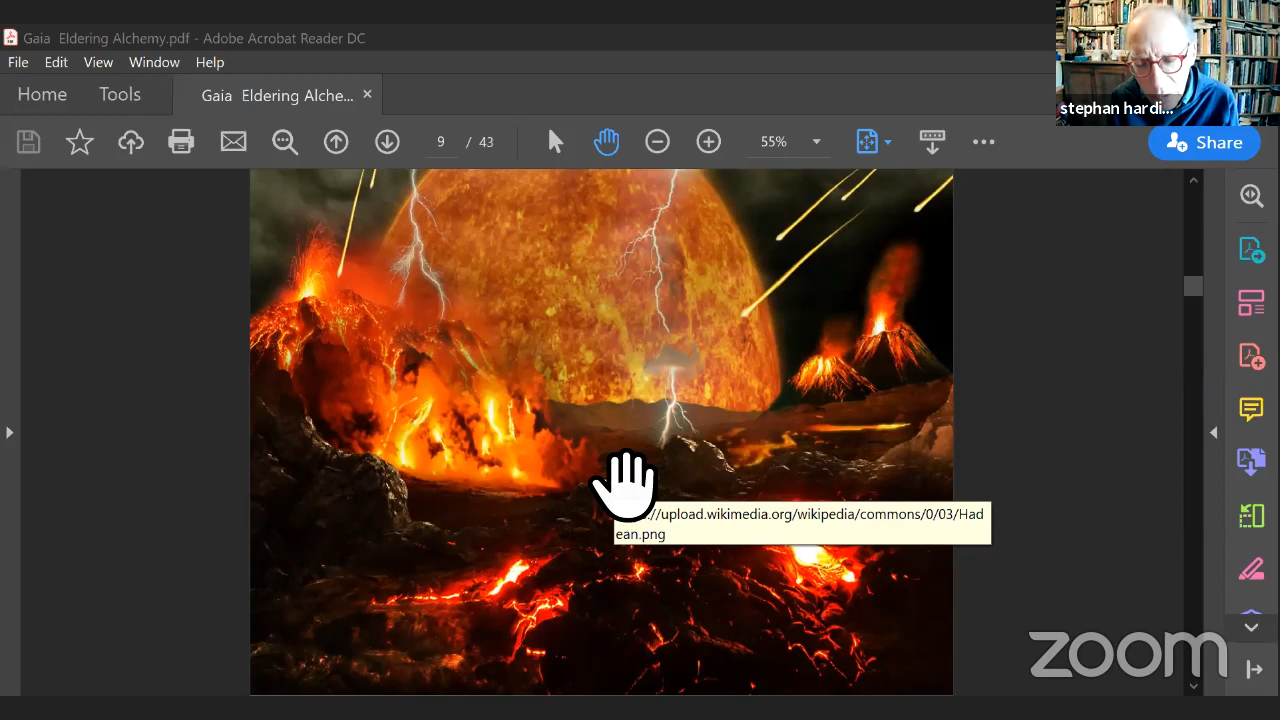 Gaia Eldering Alchemy.pdf - Adobe Acrobat Reader DC
stephan hardi...
File Edit View Window Help
Home Tools Gaia Eldering Alche... ×
9 / 43 55% Share
//upload.wikimedia.org/wikipedia/commons/0/03/Had
ean.png
zoom